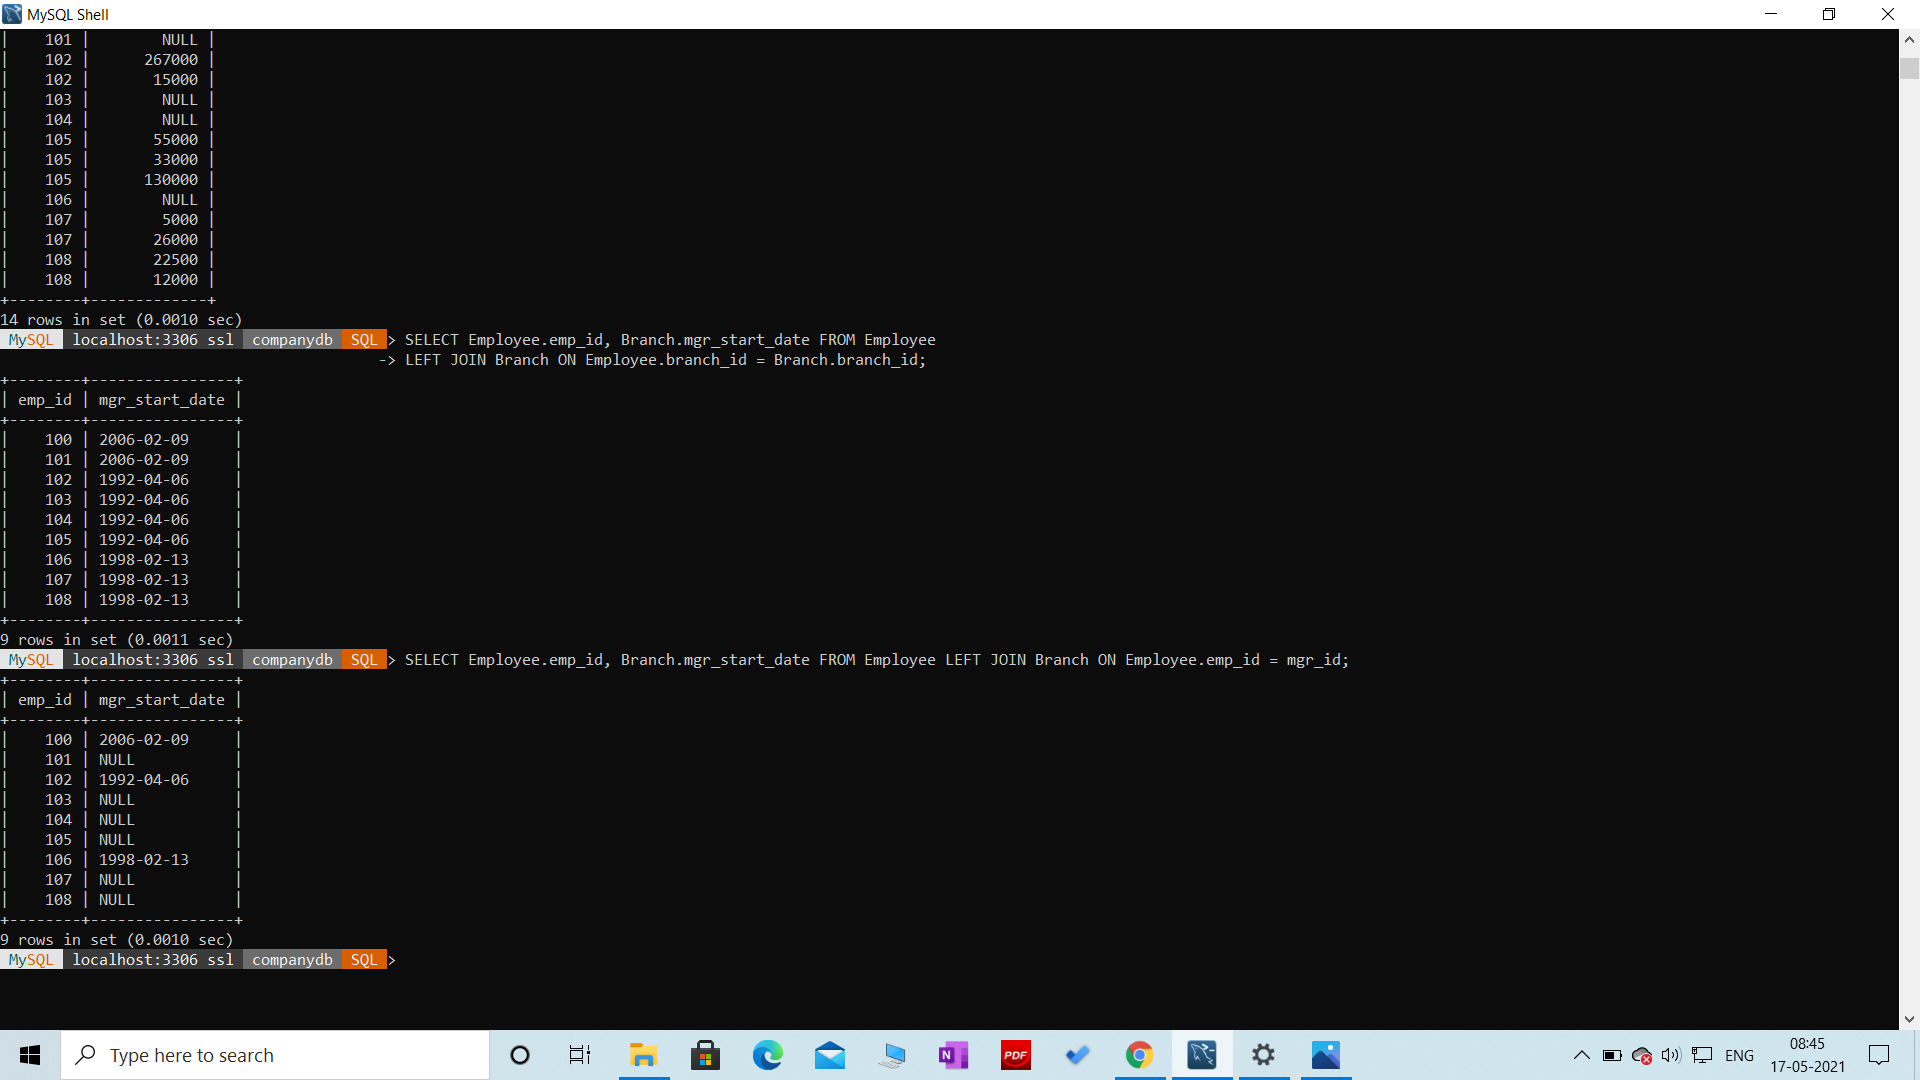 MySQL Shell
| 101 | NULL |
| 102 | 267000 |
| 102 | 15000 |
| 103 | NULL |
| 104 | NULL |
| 105 | 55000 |
| 105 | 33000 |
| 105 | 130000 |
| 106 | NULL |
| 107 | 5000 |
| 107 | 26000 |
| 108 | 22500 |
| 108 | 12000 |
+--------+-------------+
14 rows in set (0.0010 sec)
MySQL localhost:3306 ssl companydb SQL > SELECT Employee.emp_id, Branch.mgr_start_date FROM Employee
-> LEFT JOIN Branch ON Employee.branch_id = Branch.branch_id;
+--------+----------------+
| emp_id | mgr_start_date |
+--------+----------------+
| 100 | 2006-02-09 |
| 101 | 2006-02-09 |
| 102 | 1992-04-06 |
| 103 | 1992-04-06 |
| 104 | 1992-04-06 |
| 105 | 1992-04-06 |
| 106 | 1998-02-13 |
| 107 | 1998-02-13 |
| 108 | 1998-02-13 |
+--------+----------------+
9 rows in set (0.0011 sec)
MySQL localhost:3306 ssl companydb SQL > SELECT Employee.emp_id, Branch.mgr_start_date FROM Employee LEFT JOIN Branch ON Employee.emp_id = mgr_id;
+--------+----------------+
| emp_id | mgr_start_date |
+--------+----------------+
| 100 | 2006-02-09 |
| 101 | NULL |
| 102 | 1992-04-06 |
| 103 | NULL |
| 104 | NULL |
| 105 | NULL |
| 106 | 1998-02-13 |
| 107 | NULL |
| 108 | NULL |
+--------+----------------+
9 rows in set (0.0010 sec)
MySQL localhost:3306 ssl companydb SQL >
Type here to search
N
PDF
ENG
08:45
17-05-2021